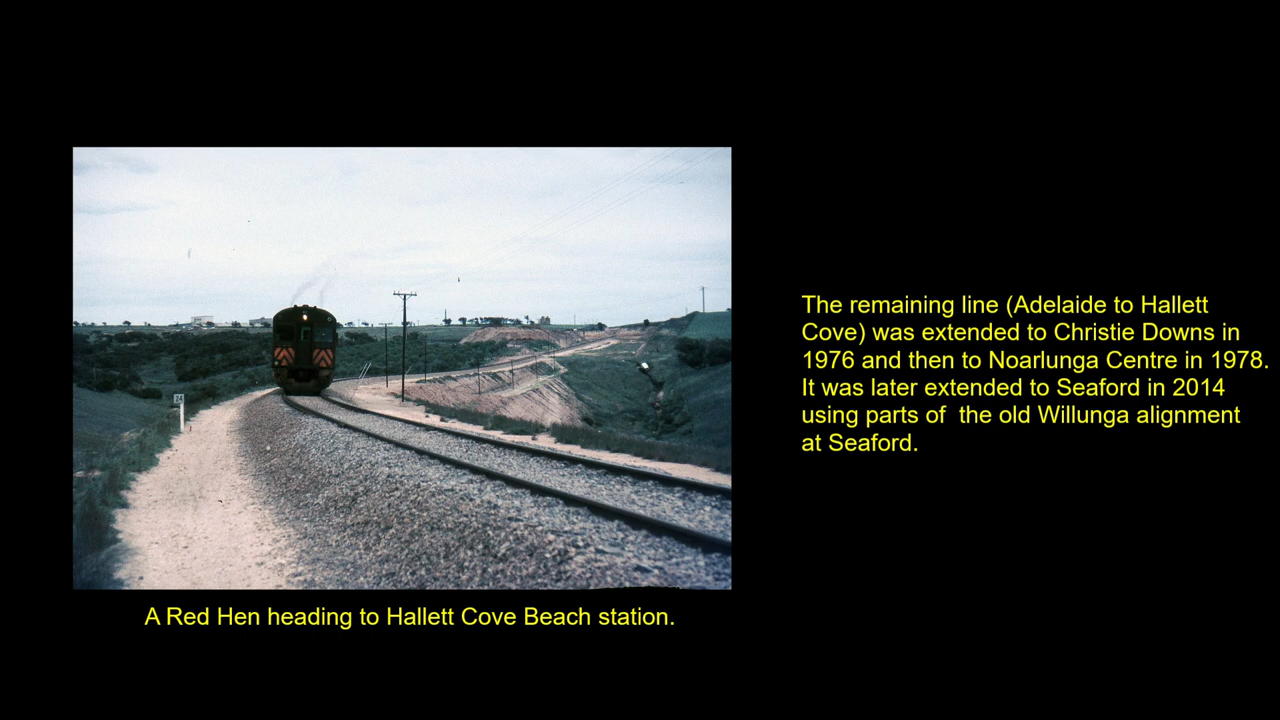 24
The remaining line (Adelaide to Hallett
Cove) was extended to Christie Downs in
1976 and then to Noarlunga Centre in 1978.
It was later extended to Seaford in 2014
using parts of  the old Willunga alignment
at Seaford.
A Red Hen heading to Hallett Cove Beach station.